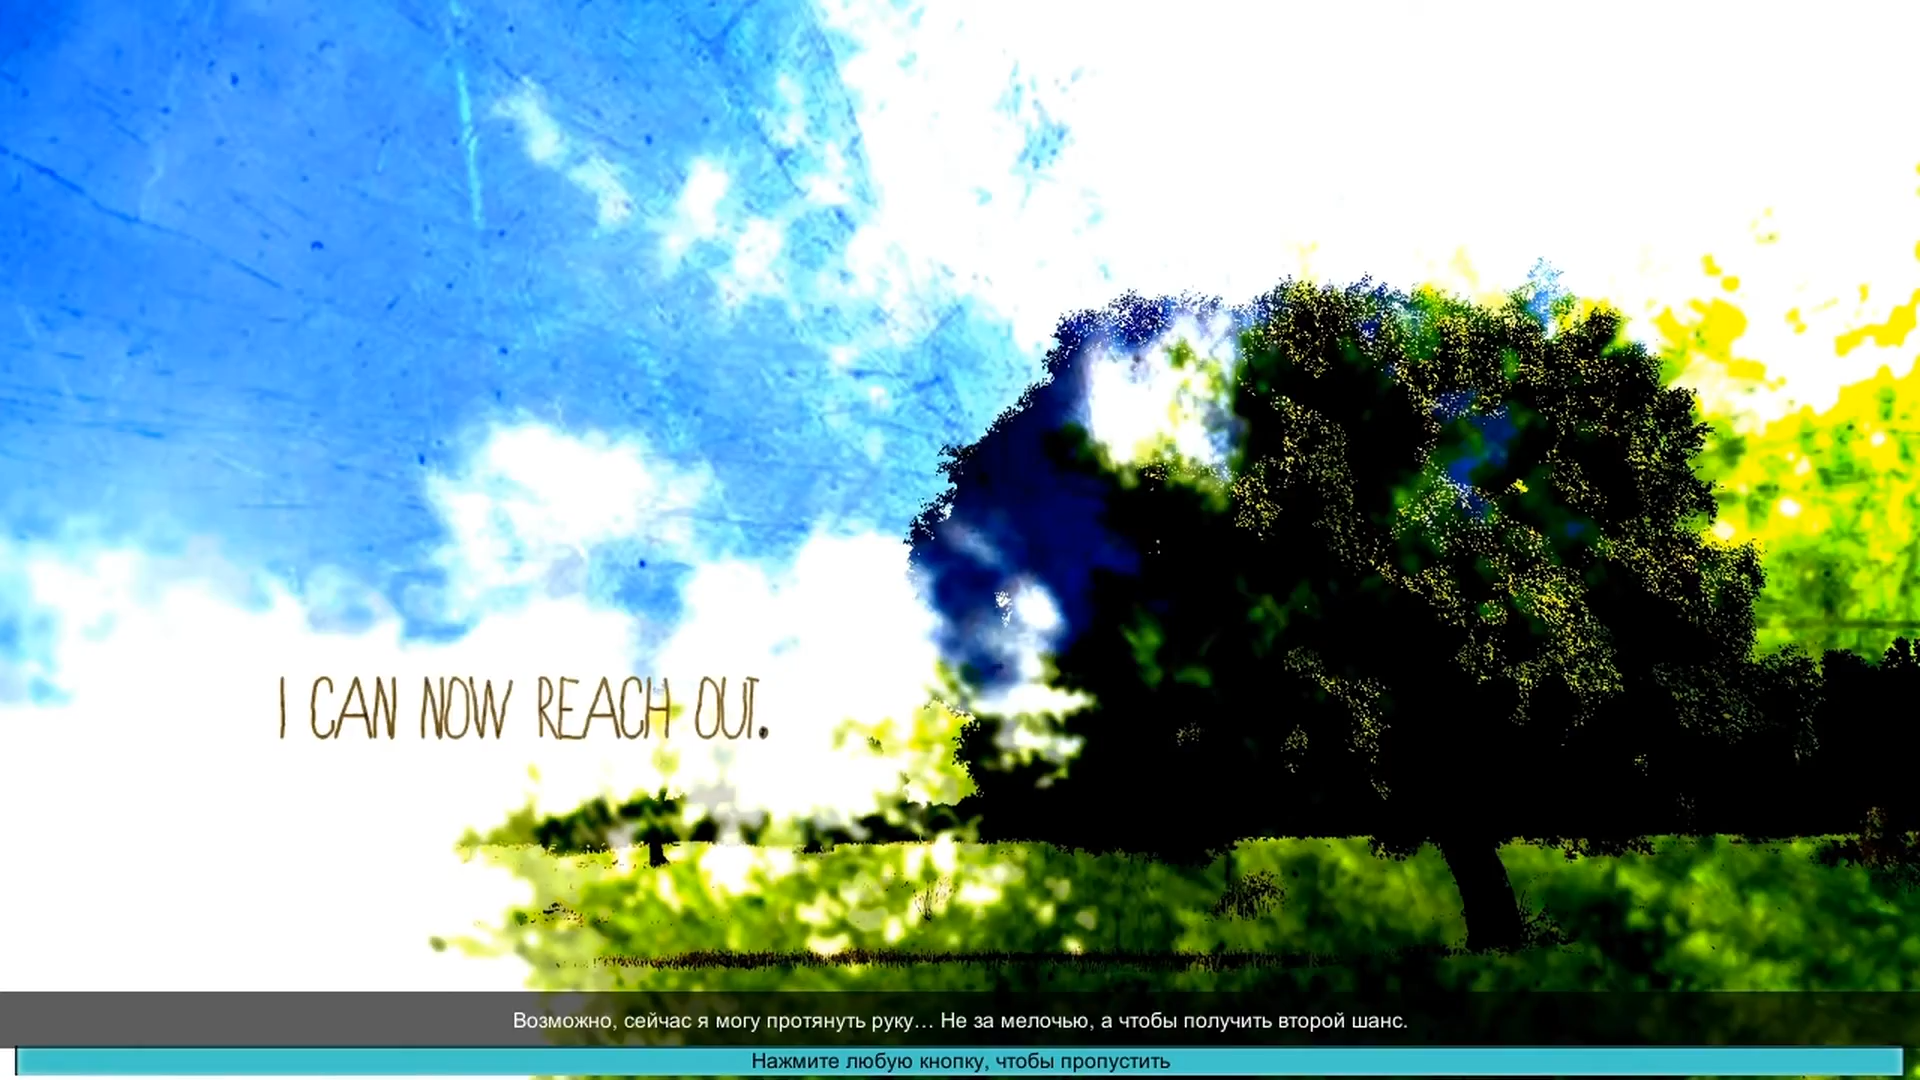 I CAN NOW REACH OUT.
Возможно, сейчас я могу протянуть руку... Не за мелочью, а чтобы получить второй шанс.
Нажмите любую кнопку, чтобы пропустить